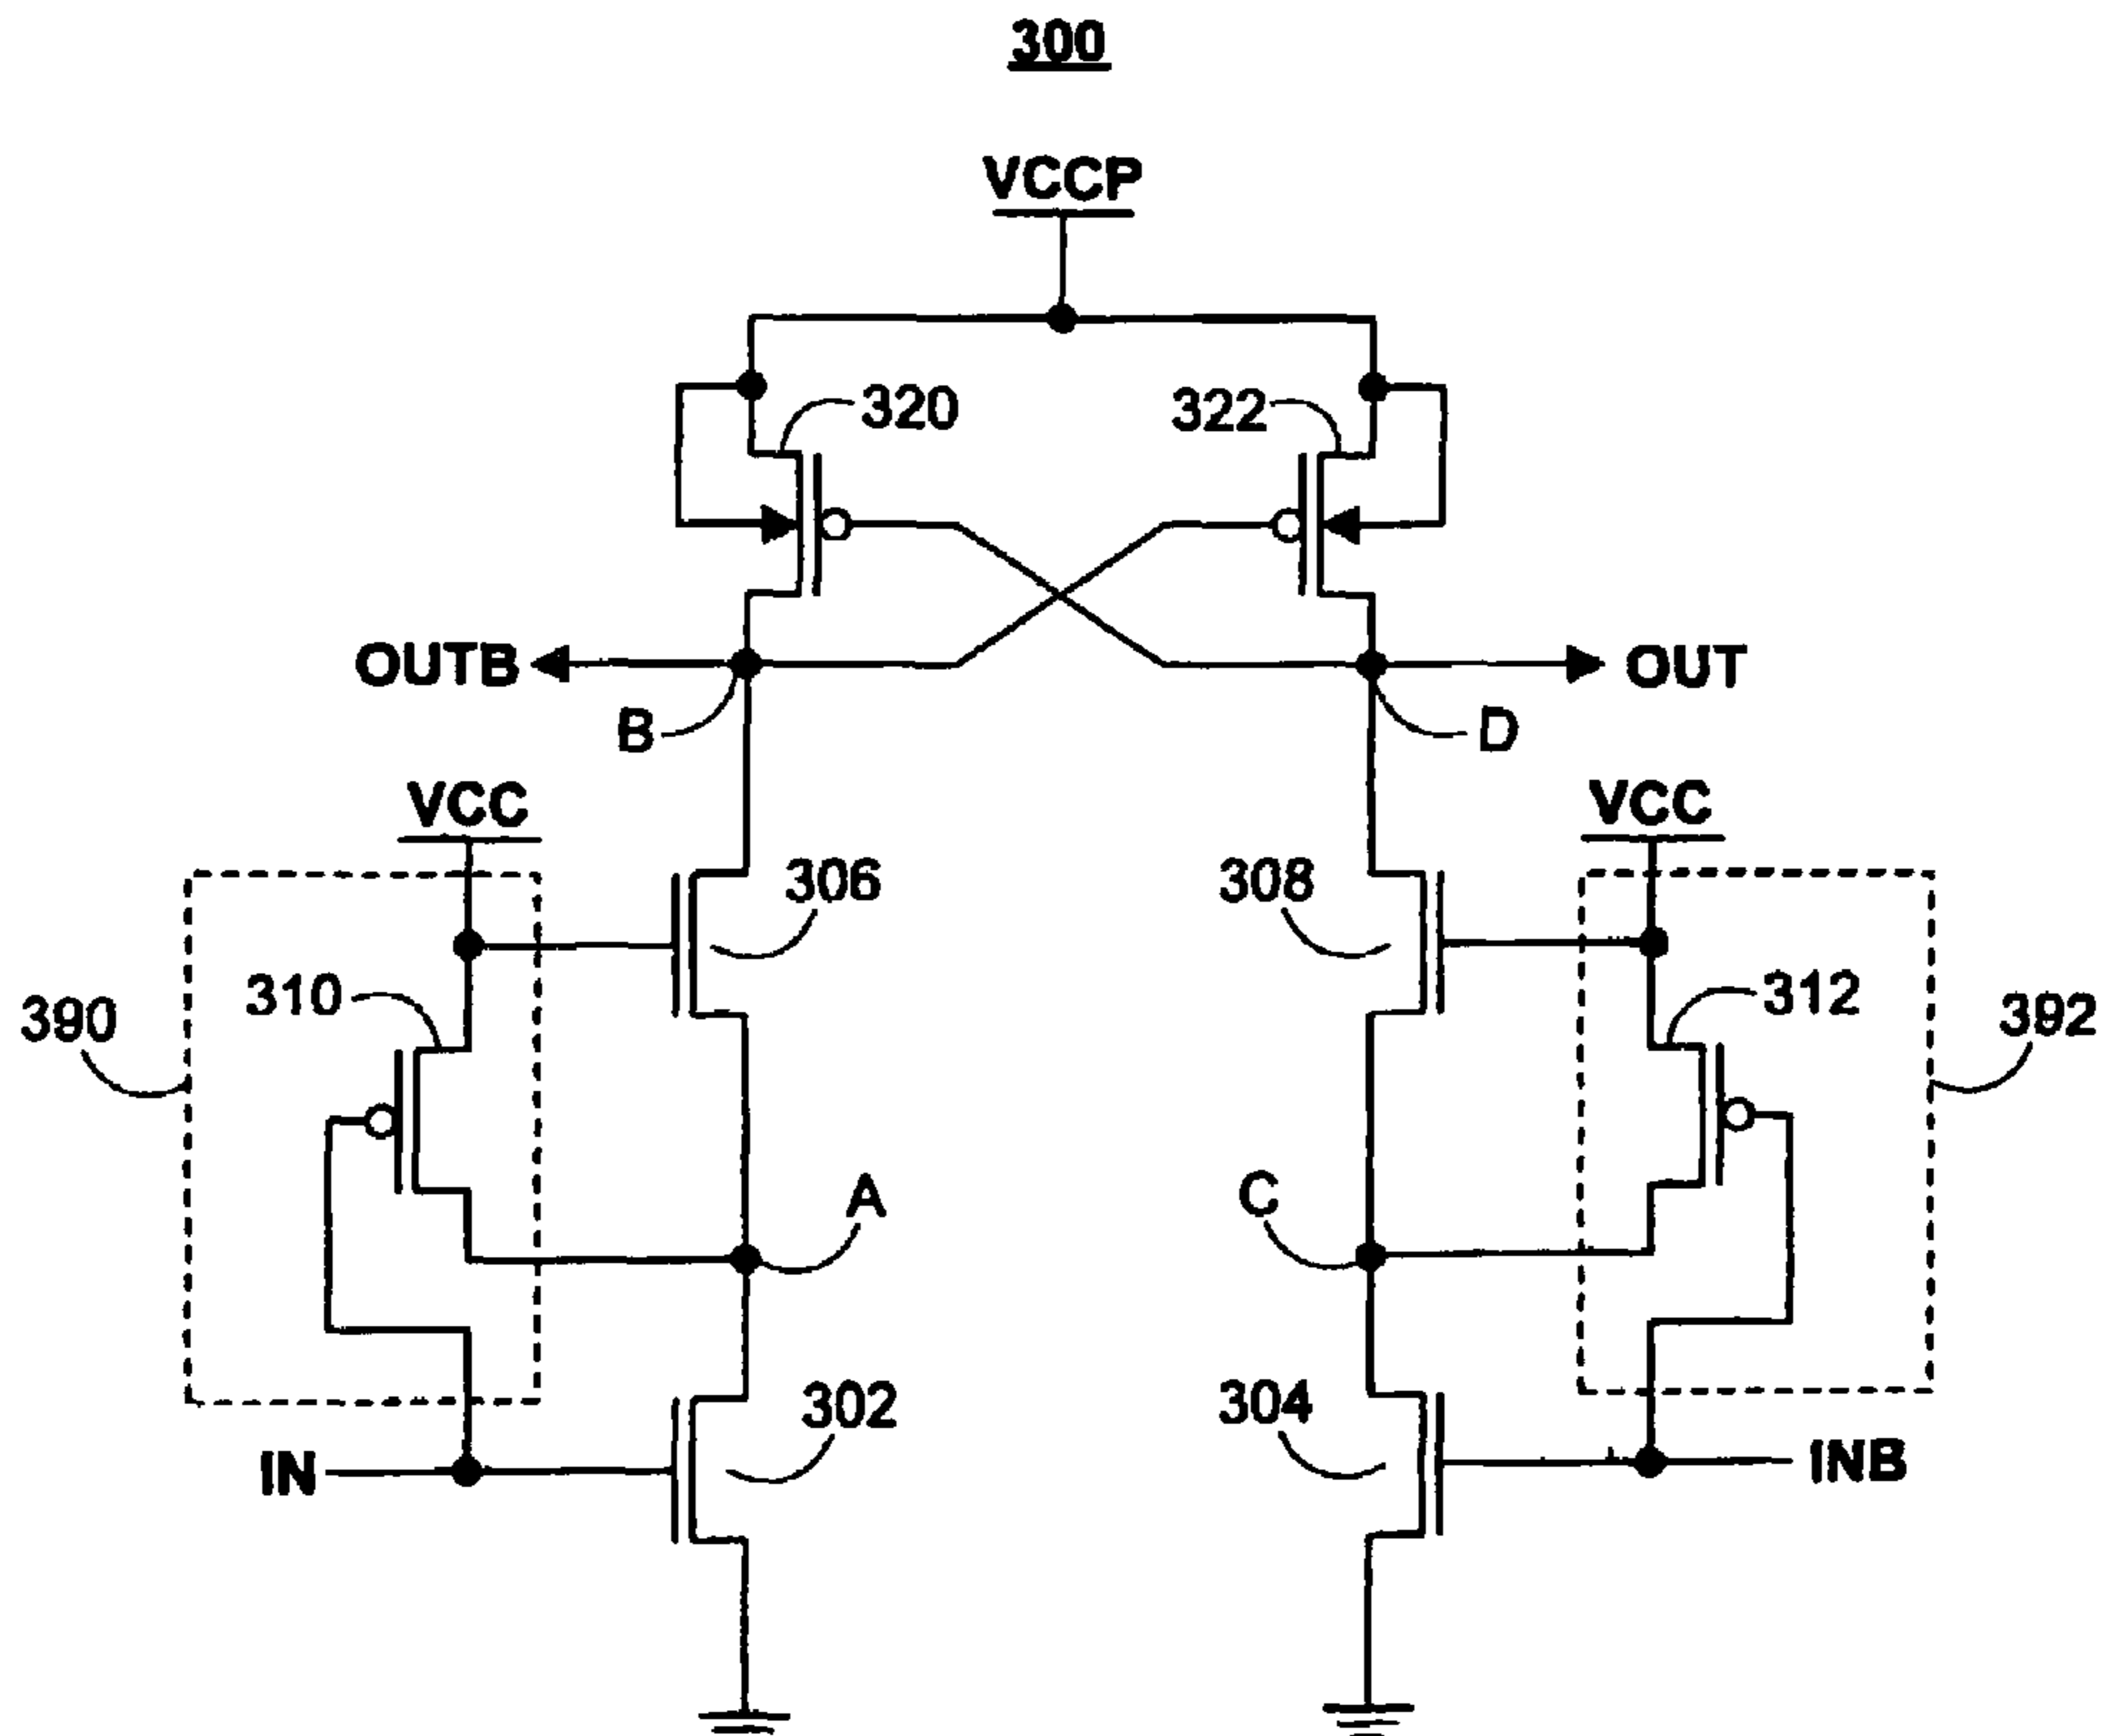 300
VCCP
320
322
OUTB
OUT
B
D
VCC
VCC
306
308
310
312
390
392
A
C
302
304
IN
INB